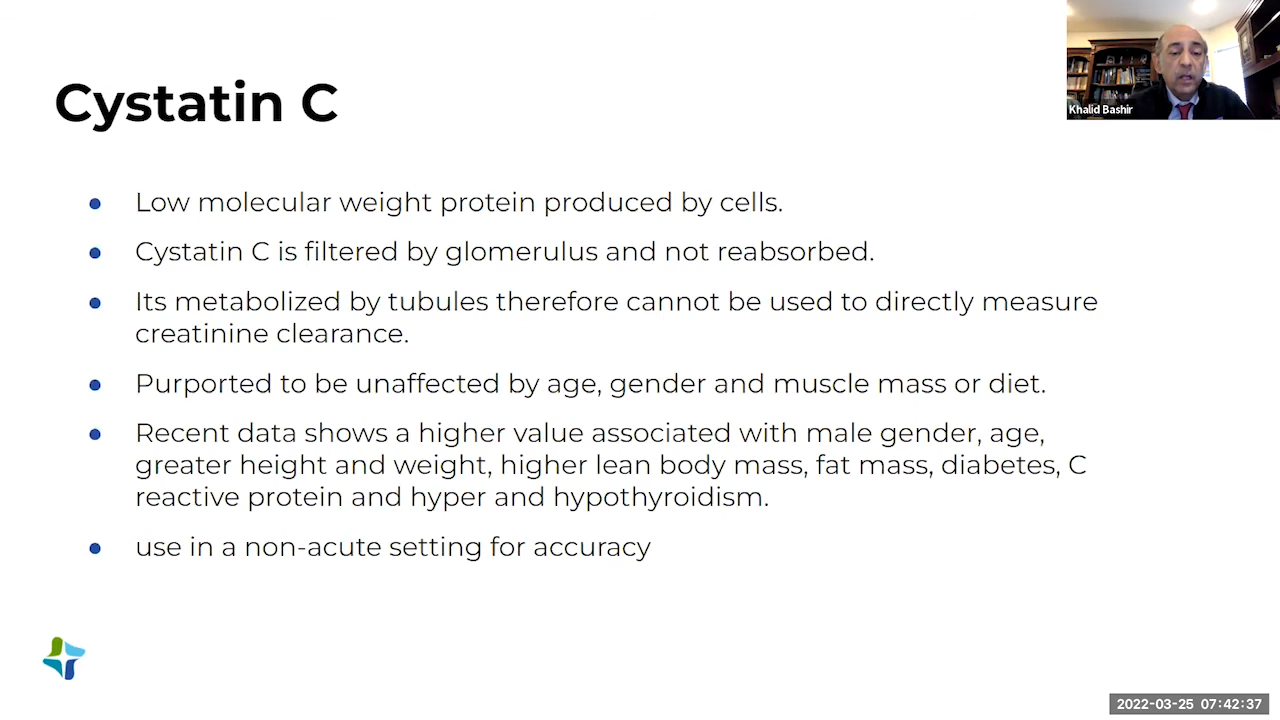 Cystatin C
Khalid Bashir
● Low molecular weight protein produced by cells.
● Cystatin C is filtered by glomerulus and not reabsorbed.
● Its metabolized by tubules therefore cannot be used to directly measure
creatinine clearance.
● Purported to be unaffected by age, gender and muscle mass or diet.
● Recent data shows a higher value associated with male gender, age,
greater height and weight, higher lean body mass, fat mass, diabetes, C
reactive protein and hyper and hypothyroidism.
● use in a non-acute setting for accuracy
2022-03-25 07:42:37